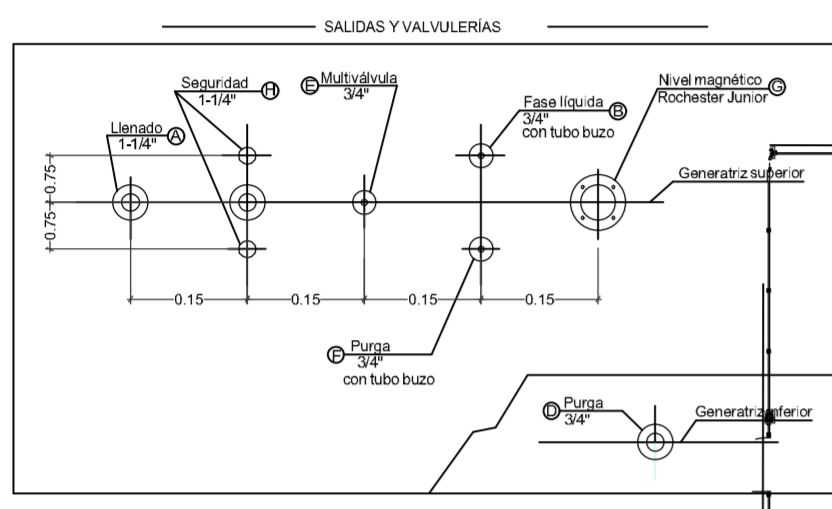 SALIDAS Y VALVULERÍAS
Seguridad H
1-1/4"
E Multiválvula
3/4"
Nivel magnético G
Rochester Junior
Fase líquida B
3/4"
con tubo buzo
Llenado A
1-1/4"
0.75
0.75
Generatriz superior
0.15
0.15
0.15
0.15
F Purga
3/4"
con tubo buzo
D Purga
3/4"
Generatriz inferior